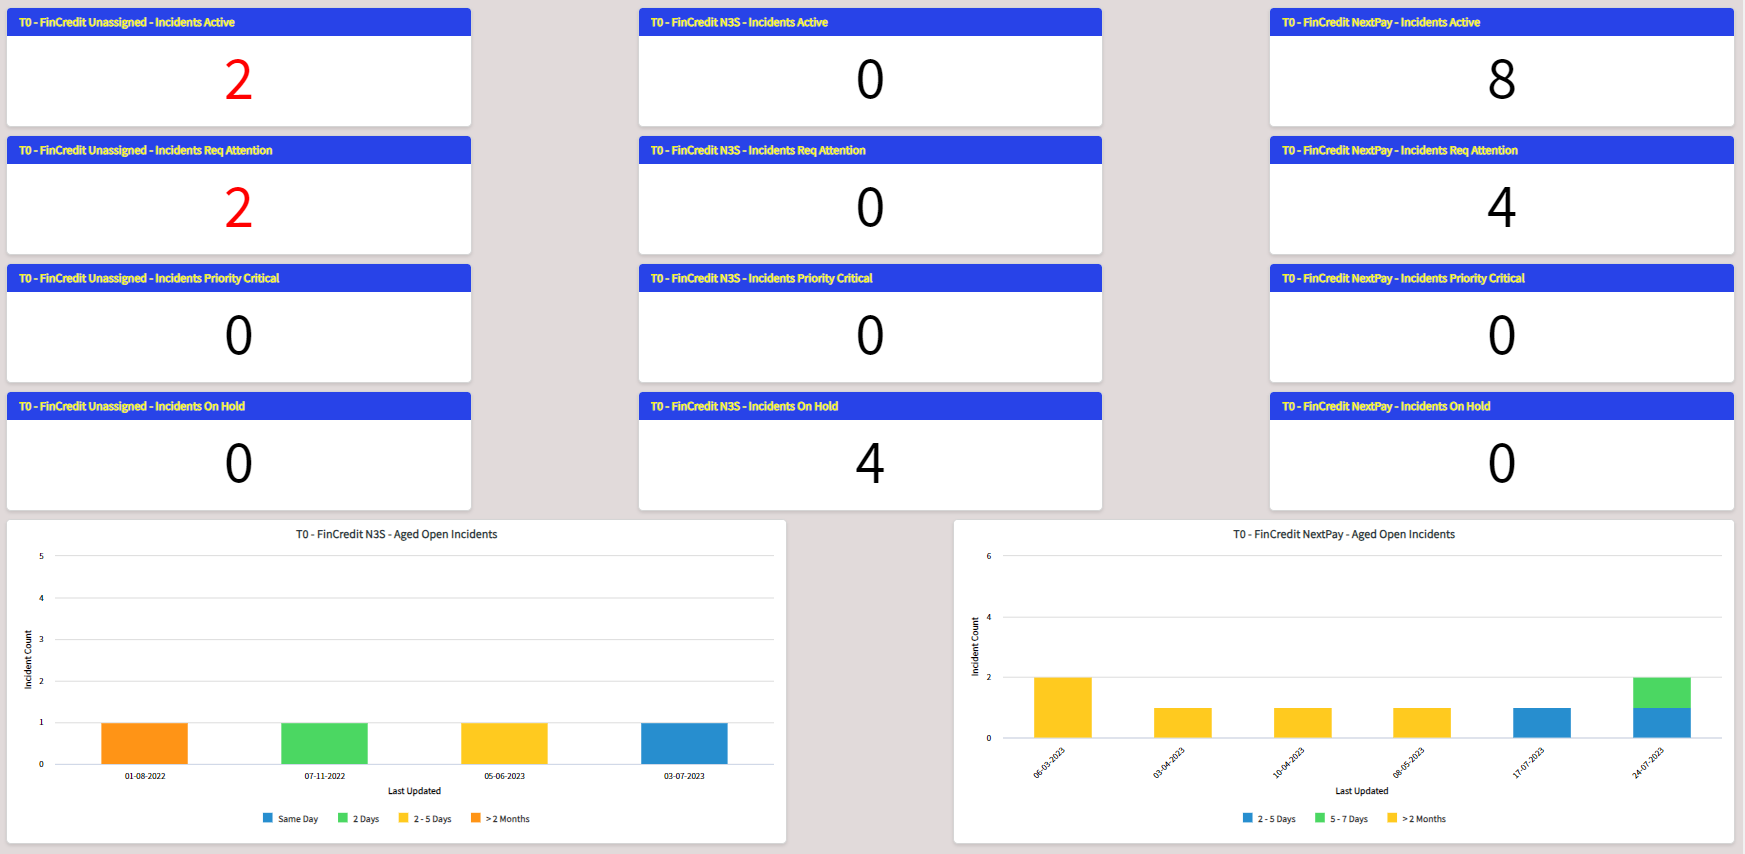 T0 - FinCredit Unassigned - Incidents Active
2
T0 - FinCredit N3S - Incidents Active
0
T0 - FinCredit NextPay - Incidents Active
8
T0 - FinCredit Unassigned - Incidents Req Attention
2
T0 - FinCredit N3S - Incidents Req Attention
0
T0 - FinCredit NextPay - Incidents Req Attention
4
T0 - FinCredit Unassigned - Incidents Priority Critical
0
T0 - FinCredit N3S - Incidents Priority Critical
0
T0 - FinCredit NextPay - Incidents Priority Critical
0
T0 - FinCredit Unassigned - Incidents On Hold
0
T0 - FinCredit N3S - Incidents On Hold
4
T0 - FinCredit NextPay - Incidents On Hold
0
T0 - FinCredit N3S - Aged Open Incidents
Incident Count
5
4
3
2
1
0
01-08-2022 07-11-2022 05-06-2023 03-07-2023
Last Updated
Same Day 2 Days 2 - 5 Days > 2 Months
T0 - FinCredit NextPay - Aged Open Incidents
Incident Count
6
4
2
0
06-03-2023 03-04-2023 10-04-2023 08-05-2023 17-07-2023 24-07-2023
Last Updated
2 - 5 Days 5 - 7 Days > 2 Months